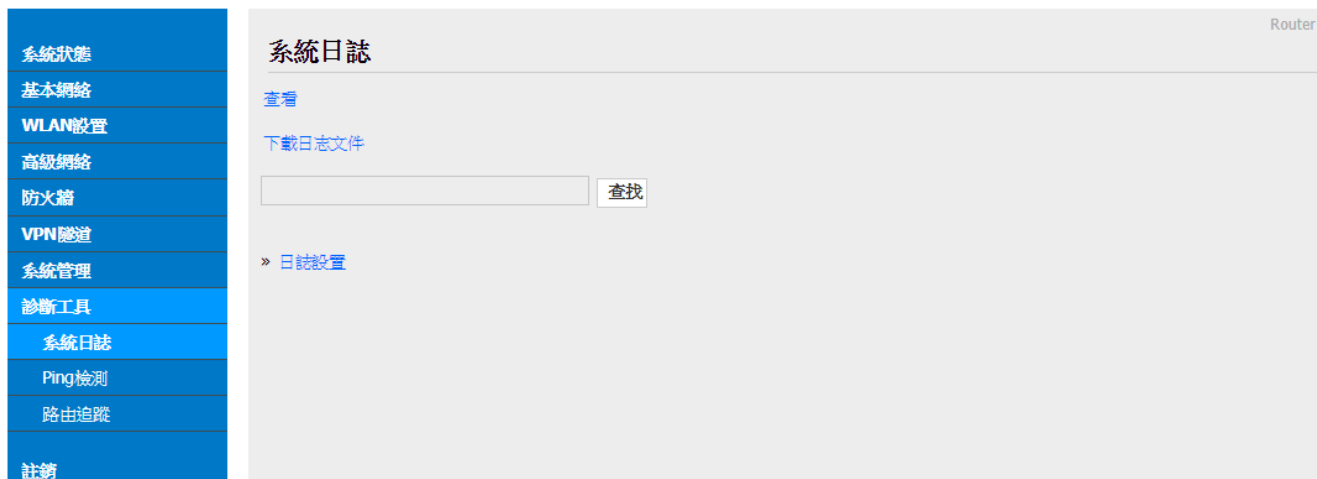 系統狀態
基本網絡
WLAN設置
高級網絡
防火牆
VPN隧道
系統管理
診斷工具
系統日誌
Ping檢測
路由追蹤
註銷
Router
系統日誌
查看
下載日志文件
查找
» 日誌設置